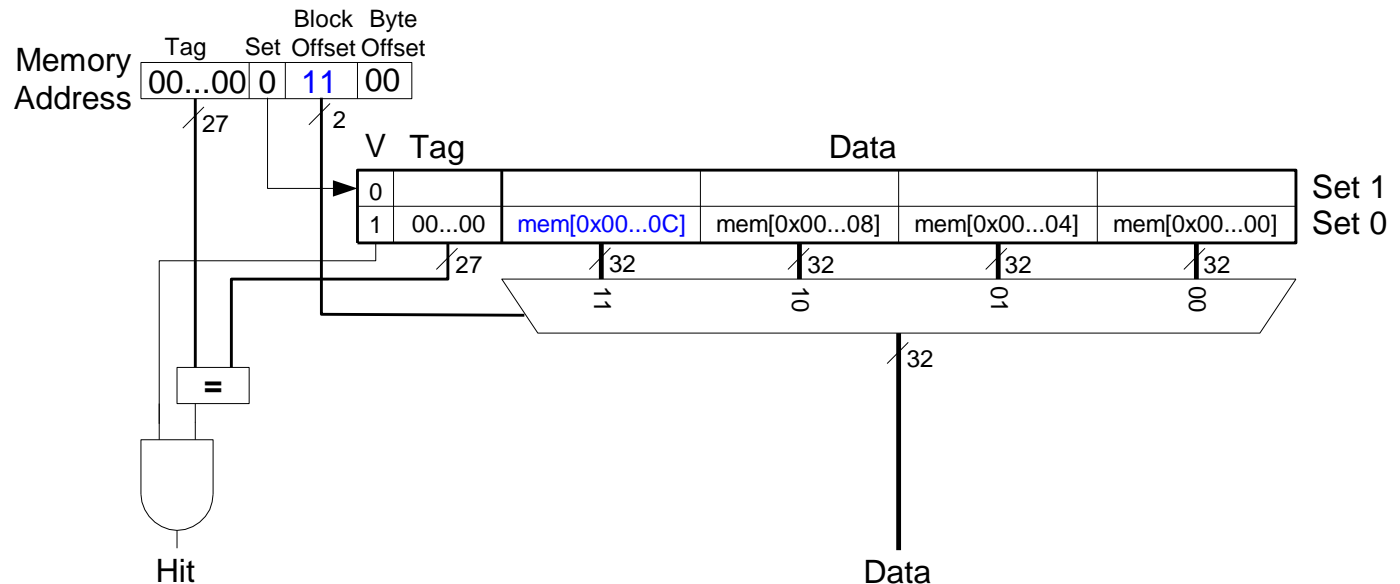 Block Byte
Tag Set Offset Offset
Memory Address 00...00 0 11 00
27 2
V Tag Data
0 Set 1
1 00...00 mem[0x00...0C] mem[0x00...08] mem[0x00...04] mem[0x00...00] Set 0
27 32 32 32 32
11 10 01 00
32
=
Hit Data